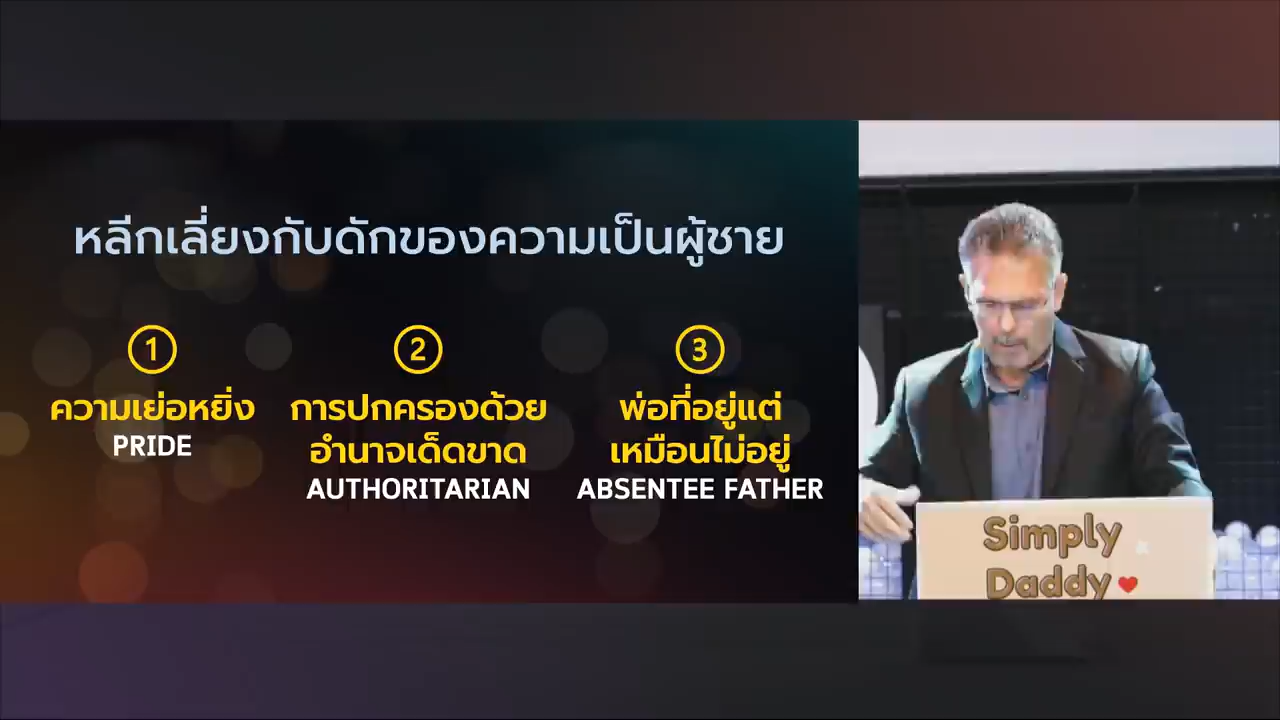 หลีกเลี่ยงกับดักของความเป็นผู้ชาย
1
ความเย่อหยิ่ง
PRIDE
2
การปกครองด้วย
อำนาจเด็ดขาด
AUTHORITARIAN
3
พ่อที่อยู่แต่
เหมือนไม่อยู่
ABSENTEE FATHER
Simply
Daddy